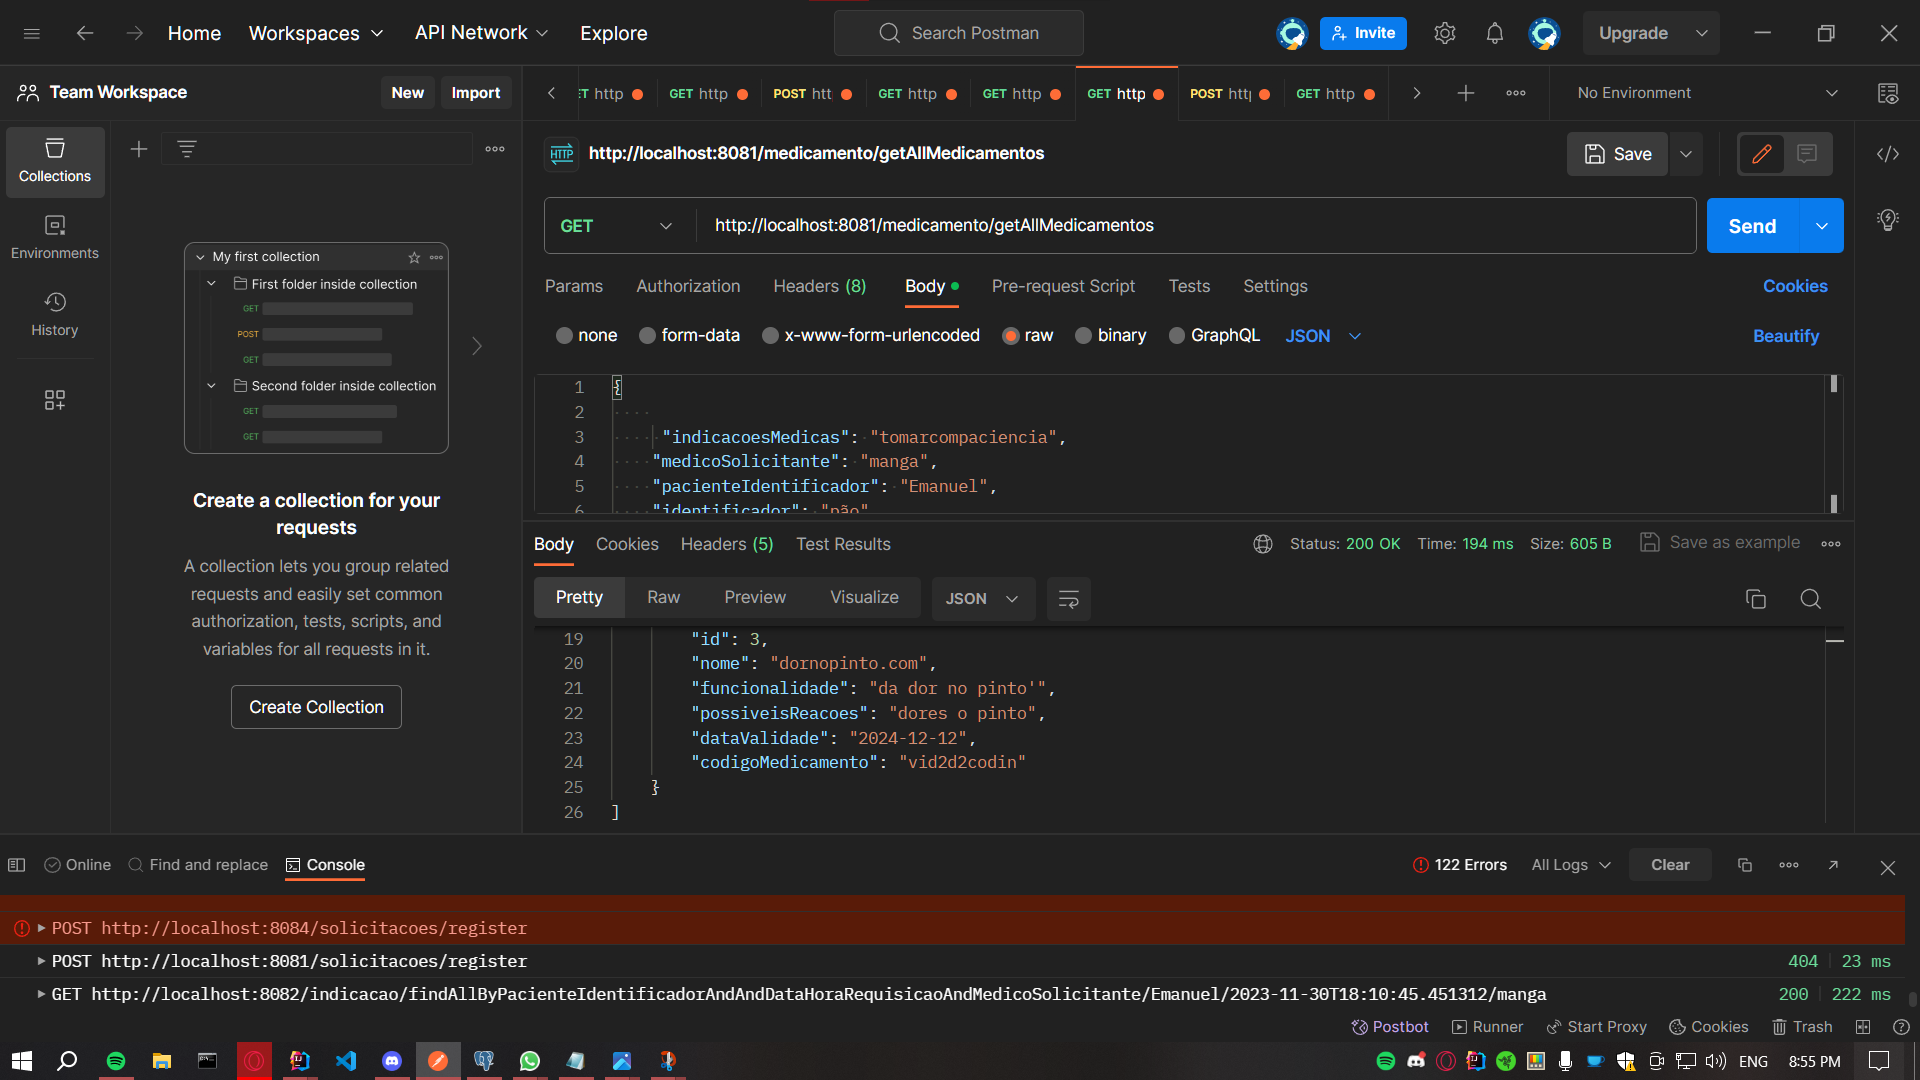 Home Workspaces API Network Explore Search Postman Invite Upgrade
Team Workspace New Import
ET http GET http POST htt GET http GET http GET http POST http GET http No Environment
Collections
Environments
History
My first collection
First folder inside collection
GET
POST
GET
Second folder inside collection
GET
GET
Create a collection for your
requests
A collection lets you group related
requests and easily set common
authorization, tests, scripts, and
variables for all requests in it.
Create Collection
HTTP http://localhost:8081/medicamento/getAllMedicamentos Save
GET http://localhost:8081/medicamento/getAllMedicamentos Send
Params Authorization Headers (8) Body Pre-request Script Tests Settings Cookies
none form-data x-www-form-urlencoded raw binary GraphQL JSON Beautify
1 {
2
3 "indicacoesMedicas": "tomarcompaciencia",
4 "medicoSolicitante": "manga",
5 "pacienteIdentificador": "Emanuel",
6 "identificador": "pão"
Body Cookies Headers (5) Test Results Status: 200 OK Time: 194 ms Size: 605 B Save as example
Pretty Raw Preview Visualize JSON
19 "id": 3,
20 "nome": "dornopinto.com",
21 "funcionalidade": "da dor no pinto'",
22 "possiveisReacoes": "dores o pinto",
23 "dataValidade": "2024-12-12",
24 "codigoMedicamento": "vid2d2codin"
25 }
26 ]
Online Find and replace Console 122 Errors All Logs Clear
POST http://localhost:8084/solicitacoes/register
POST http://localhost:8081/solicitacoes/register 404 23 ms
GET http://localhost:8082/indicacao/findAllByPacienteIdentificadorAndAndDataHoraRequisicaoAndMedicoSolicitante/Emanuel/2023-11-30T18:10:45.451312/manga 200 222 ms
Postbot Runner Start Proxy Cookies Trash
ENG 8:55 PM